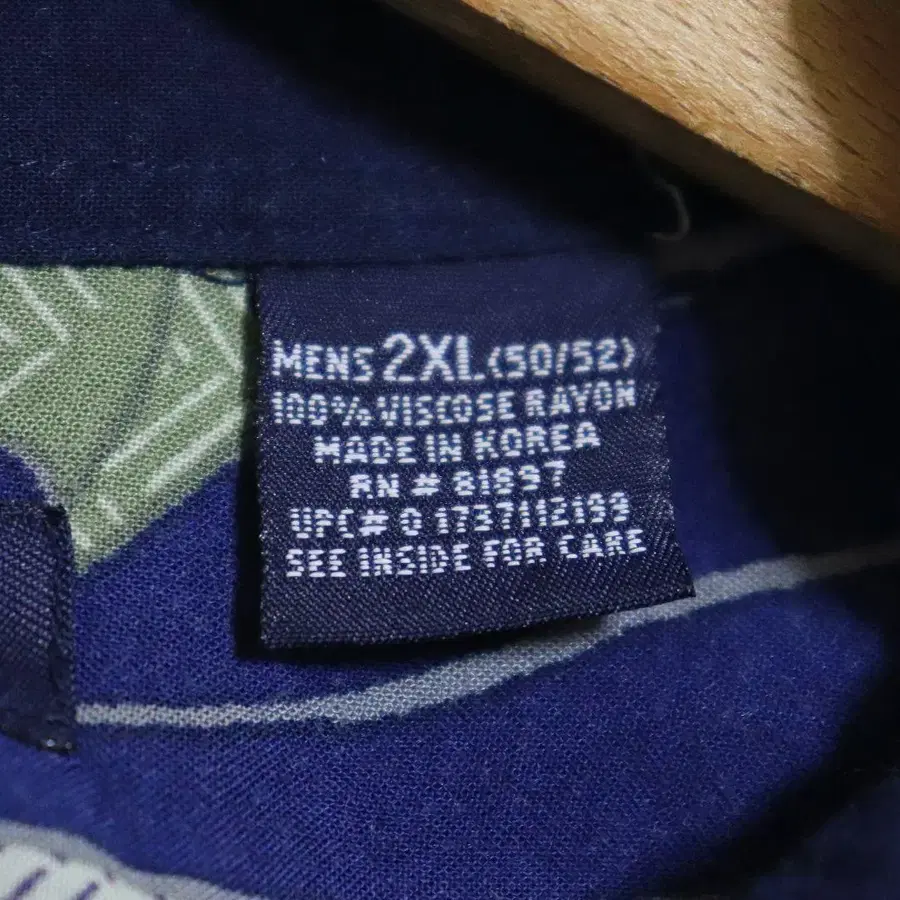 MENS 2XL (50/52)
100% VISCOSE RAYON
MADE IN KOREA
RN # 81897
UPC# 0 1737112199
SEE INSIDE FOR CARE